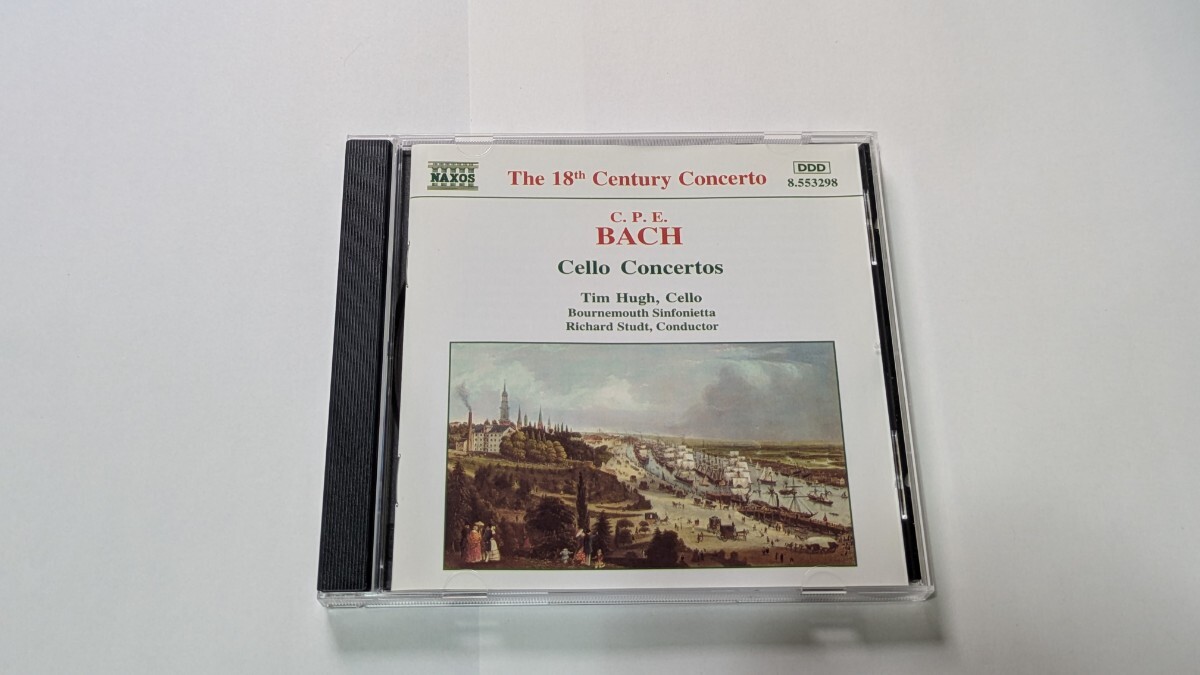 NAXOS
The 18th Century Concerto
DDD
8.553298
C. P. E.
BACH
Cello Concertos
Tim Hugh, Cello
Bournemouth Sinfonietta
Richard Studt, Conductor